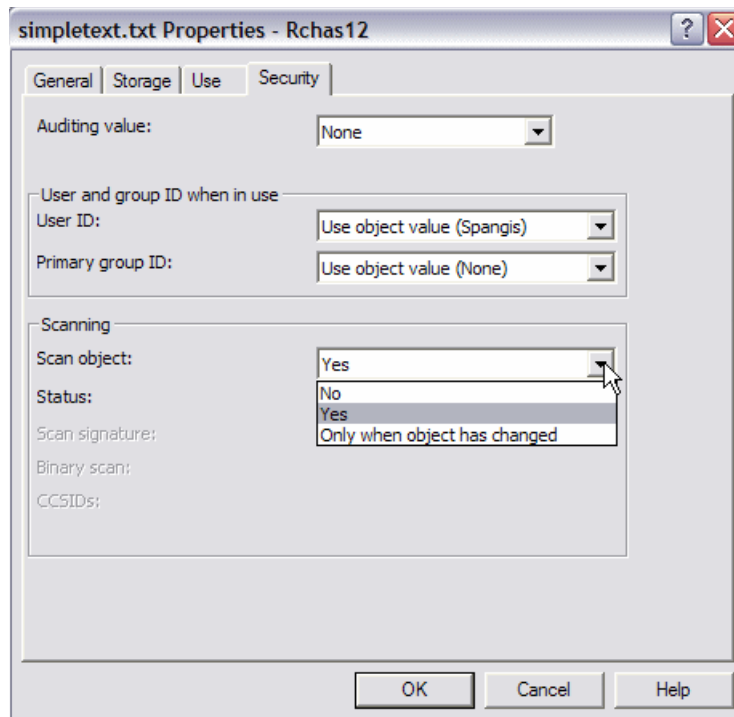 simpletext.txt Properties - Rchas12
General Storage Use Security
Auditing value: None
User and group ID when in use
User ID: Use object value (Spangis)
Primary group ID: Use object value (None)
Scanning
Scan object: Yes
No
Status:
Yes
Scan signature: Only when object has changed
Binary scan:
CCSIDs:
OK Cancel Help